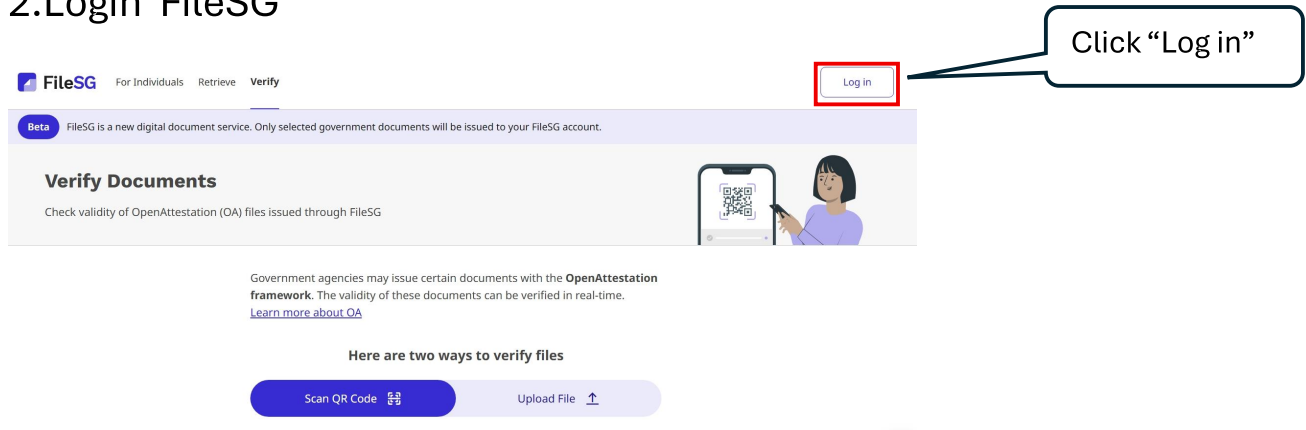 2.Login FileSG
Click “Log in”
FileSG For Individuals Retrieve Verify Log in
Beta FileSG is a new digital document service. Only selected government documents will be issued to your FileSG account.
Verify Documents
Check validity of OpenAttestation (OA) files issued through FileSG
Government agencies may issue certain documents with the OpenAttestation
framework. The validity of these documents can be verified in real-time.
Learn more about OA
Here are two ways to verify files
Scan QR Code Upload File